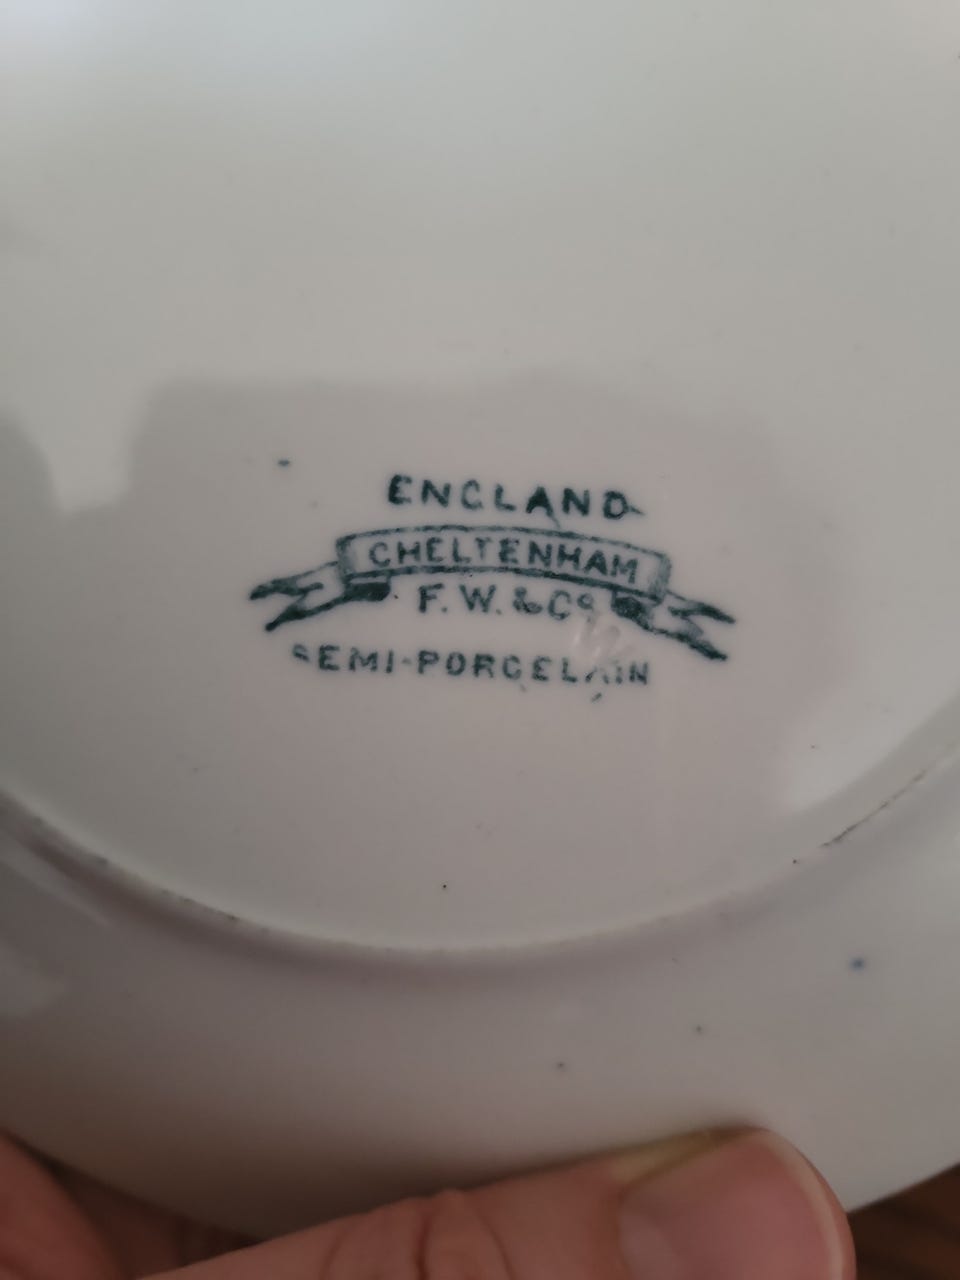 ENGLAND
CHELTENHAM
F. W. & Co
SEMI-PORCELAIN